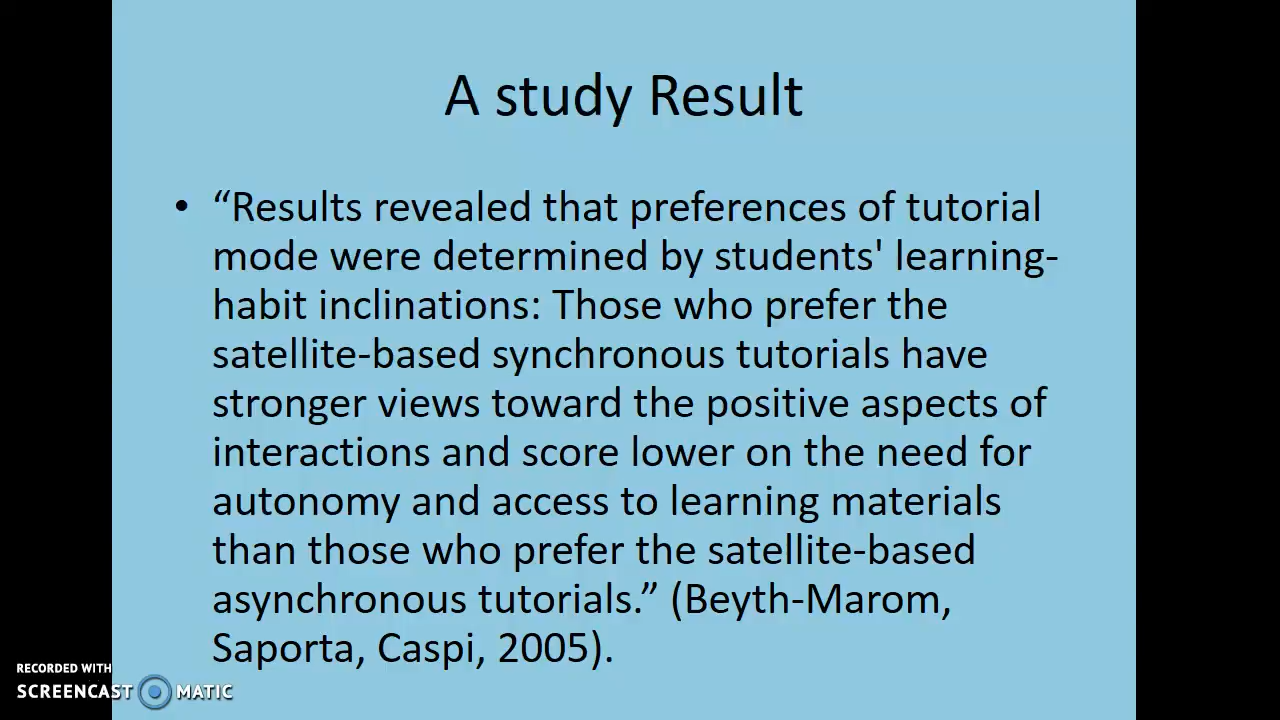 A study Result
• “Results revealed that preferences of tutorial
mode were determined by students' learning-
habit inclinations: Those who prefer the
satellite-based synchronous tutorials have
stronger views toward the positive aspects of
interactions and score lower on the need for
autonomy and access to learning materials
than those who prefer the satellite-based
asynchronous tutorials.” (Beyth-Marom,
Saporta, Caspi, 2005).
RECORDED WITH
SCREENCAST MATIC